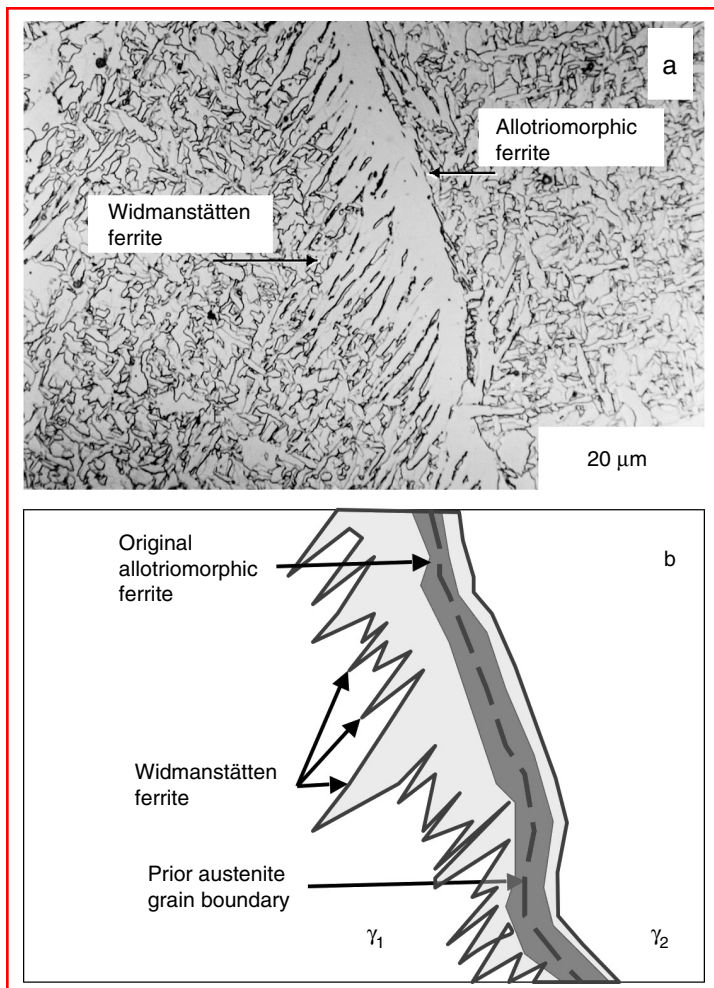 a
Allotriomorphic
ferrite
Widmanstätten
ferrite
20 μm
Original
allotriomorphic
ferrite
b
Widmanstätten
ferrite
Prior austenite
grain boundary
γ1
γ2